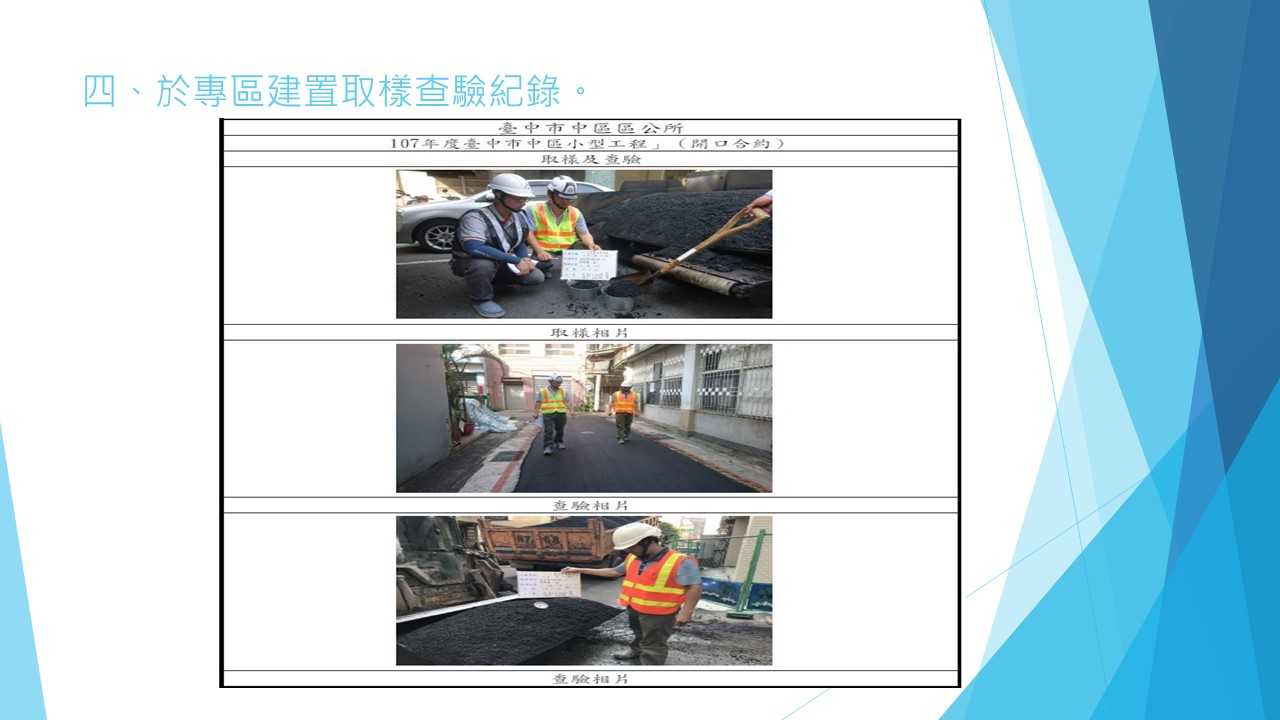 四、於專區建置取樣查驗紀錄。
臺中市中區區公所
107年度臺中市中區小型工程」（開口合約）
取樣及查驗
取樣相片
查驗相片
查驗相片